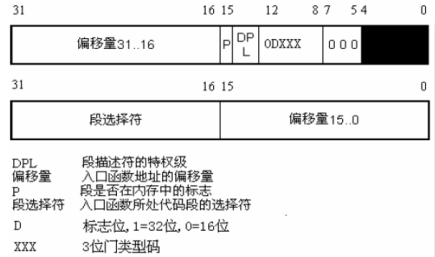 31 16 15 12 8 7 5 4 0
偏移量31..16 P DPL 0DXXX 0 0 0
31 16 15 0
段选择符 偏移量15..0
DPL 段描述符的特权级
偏移量 入口函数地址的偏移量
P 段是否在内存中的标志
段选择符 入口函数所处代码段的选择符
D 标志位,1=32位,0=16位
XXX 3位门类型码